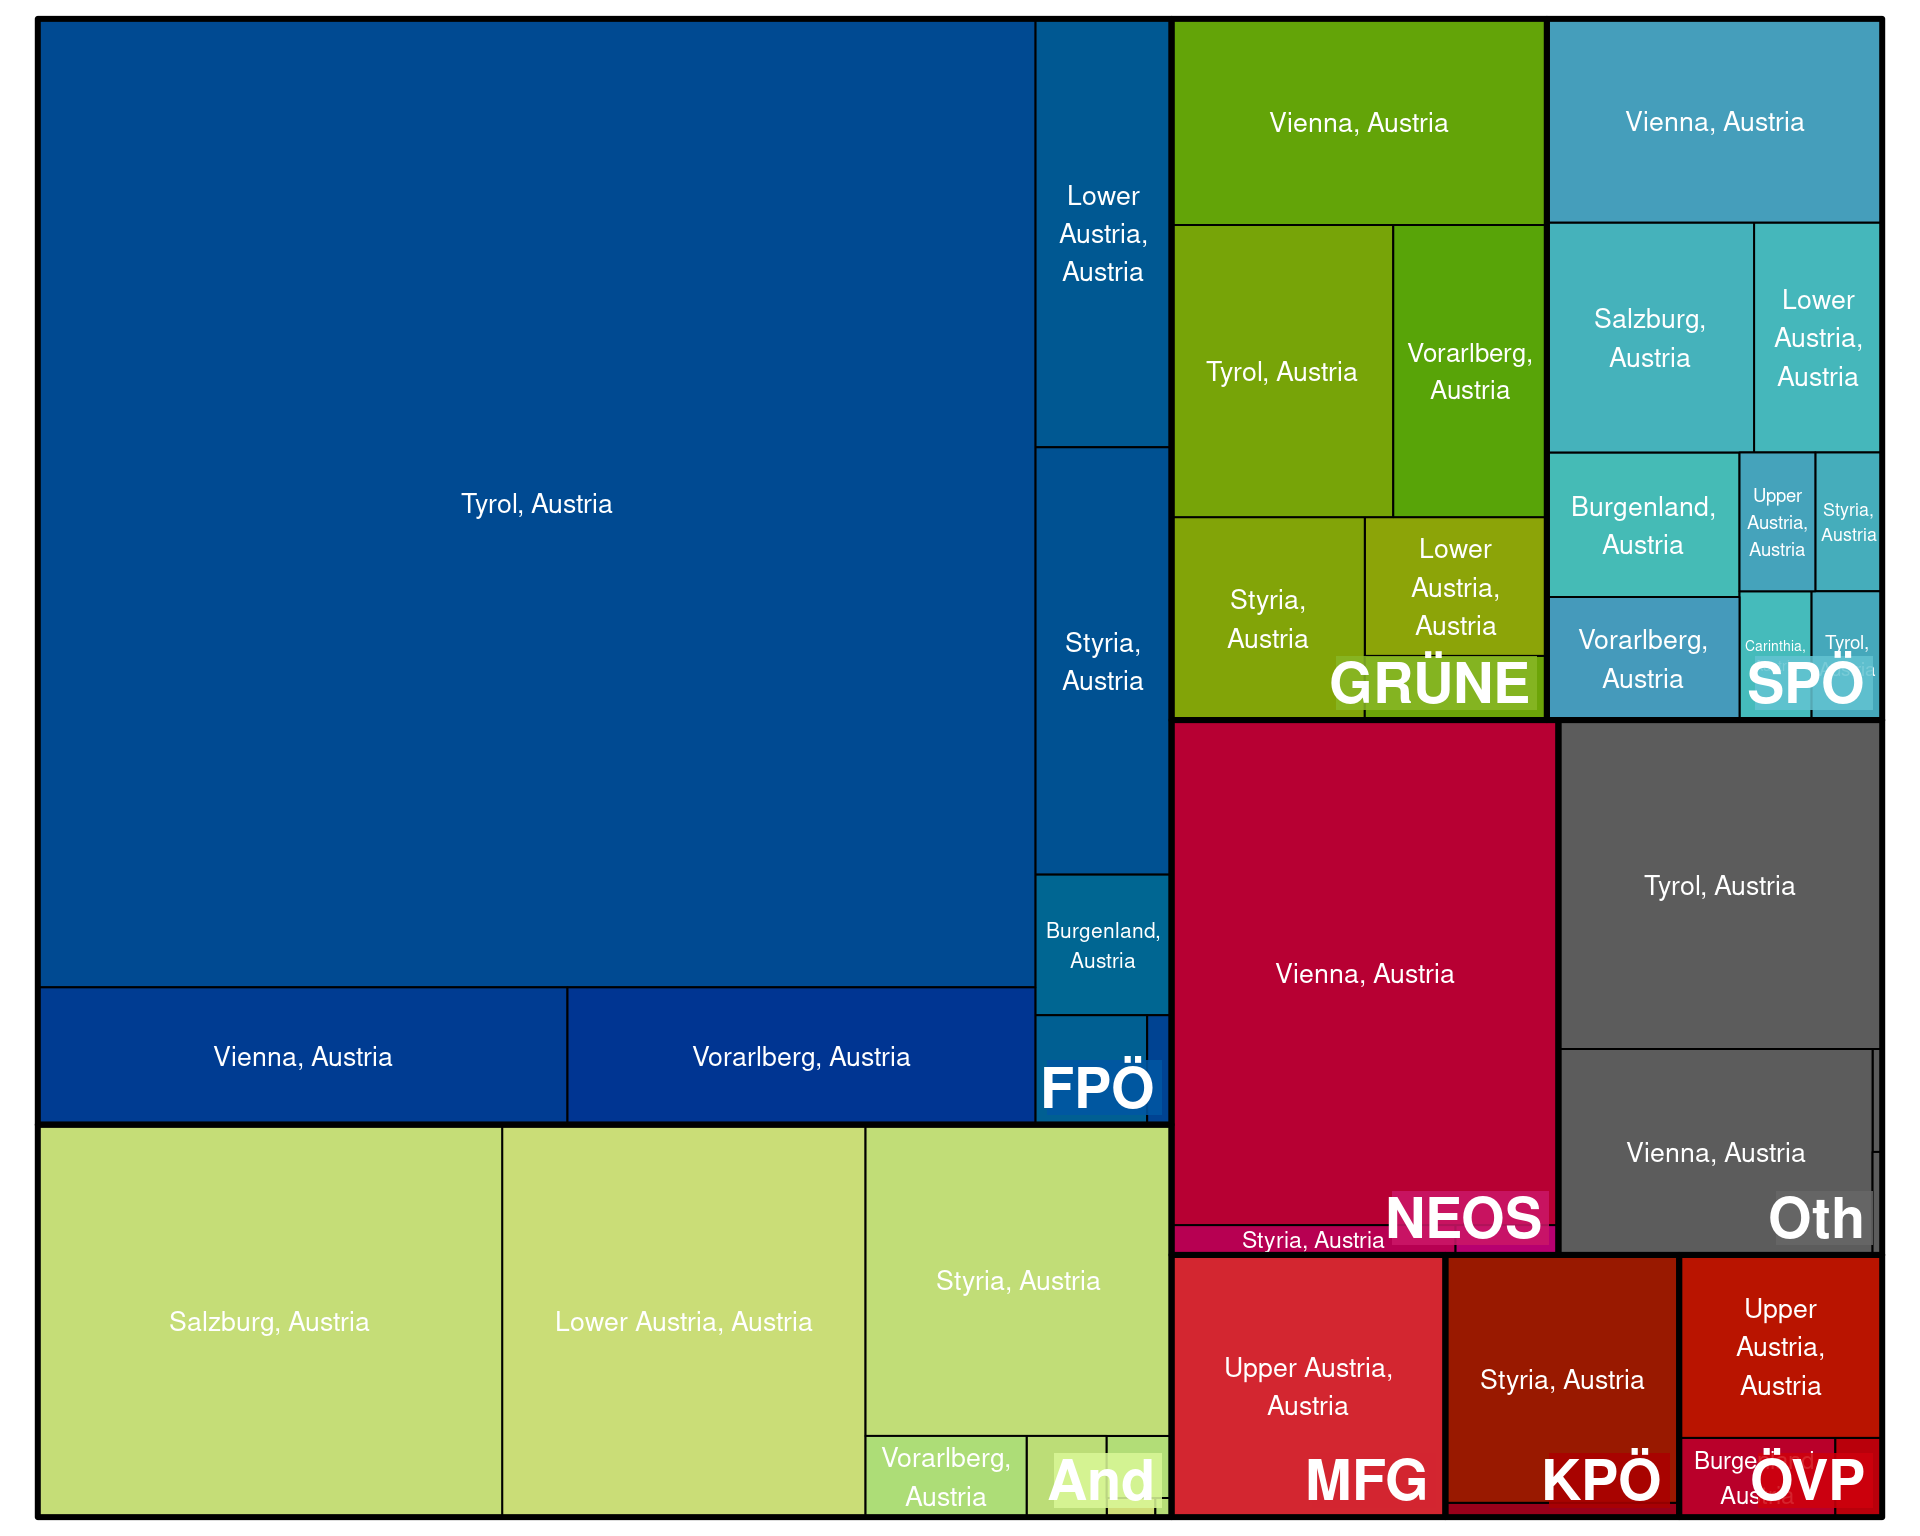 Tyrol, Austria
Lower
Austria,
Austria
Styria,
Austria
Burgenland,
Austria
Vienna, Austria
Vorarlberg, Austria
FPÖ
Salzburg, Austria
Lower Austria, Austria
Styria, Austria
Vorarlberg,
Austria
And
Vienna, Austria
Tyrol, Austria
Vorarlberg,
Austria
Styria,
Austria
Lower
Austria,
Austria
GRÜNE
Vienna, Austria
Salzburg,
Austria
Lower
Austria,
Austria
Burgenland,
Austria
Upper
Austria,
Austria
Styria,
Austria
Vorarlberg,
Austria
Carinthia,
Tyrol,
SPÖ
Vienna, Austria
Styria, Austria
NEOS
Tyrol, Austria
Vienna, Austria
Oth
Upper Austria,
Austria
MFG
Styria, Austria
KPÖ
Upper
Austria,
Austria
Burgenland,
Austria
ÖVP